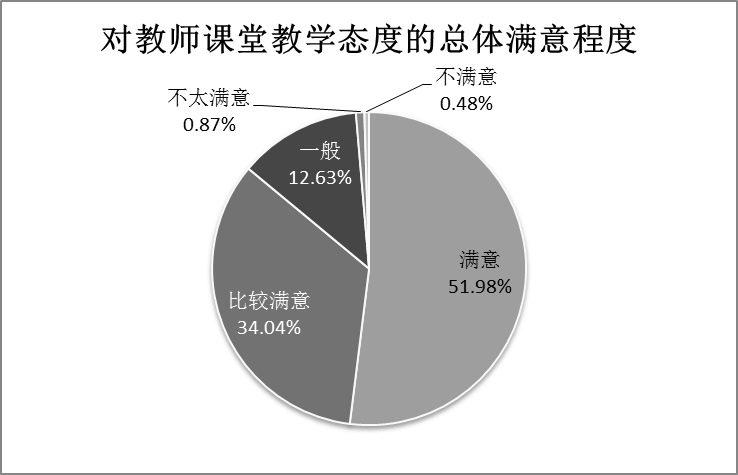 对教师课堂教学态度的总体满意程度
不满意
0.48%
不太满意
0.87%
一般
12.63%
满意
51.98%
比较满意
34.04%